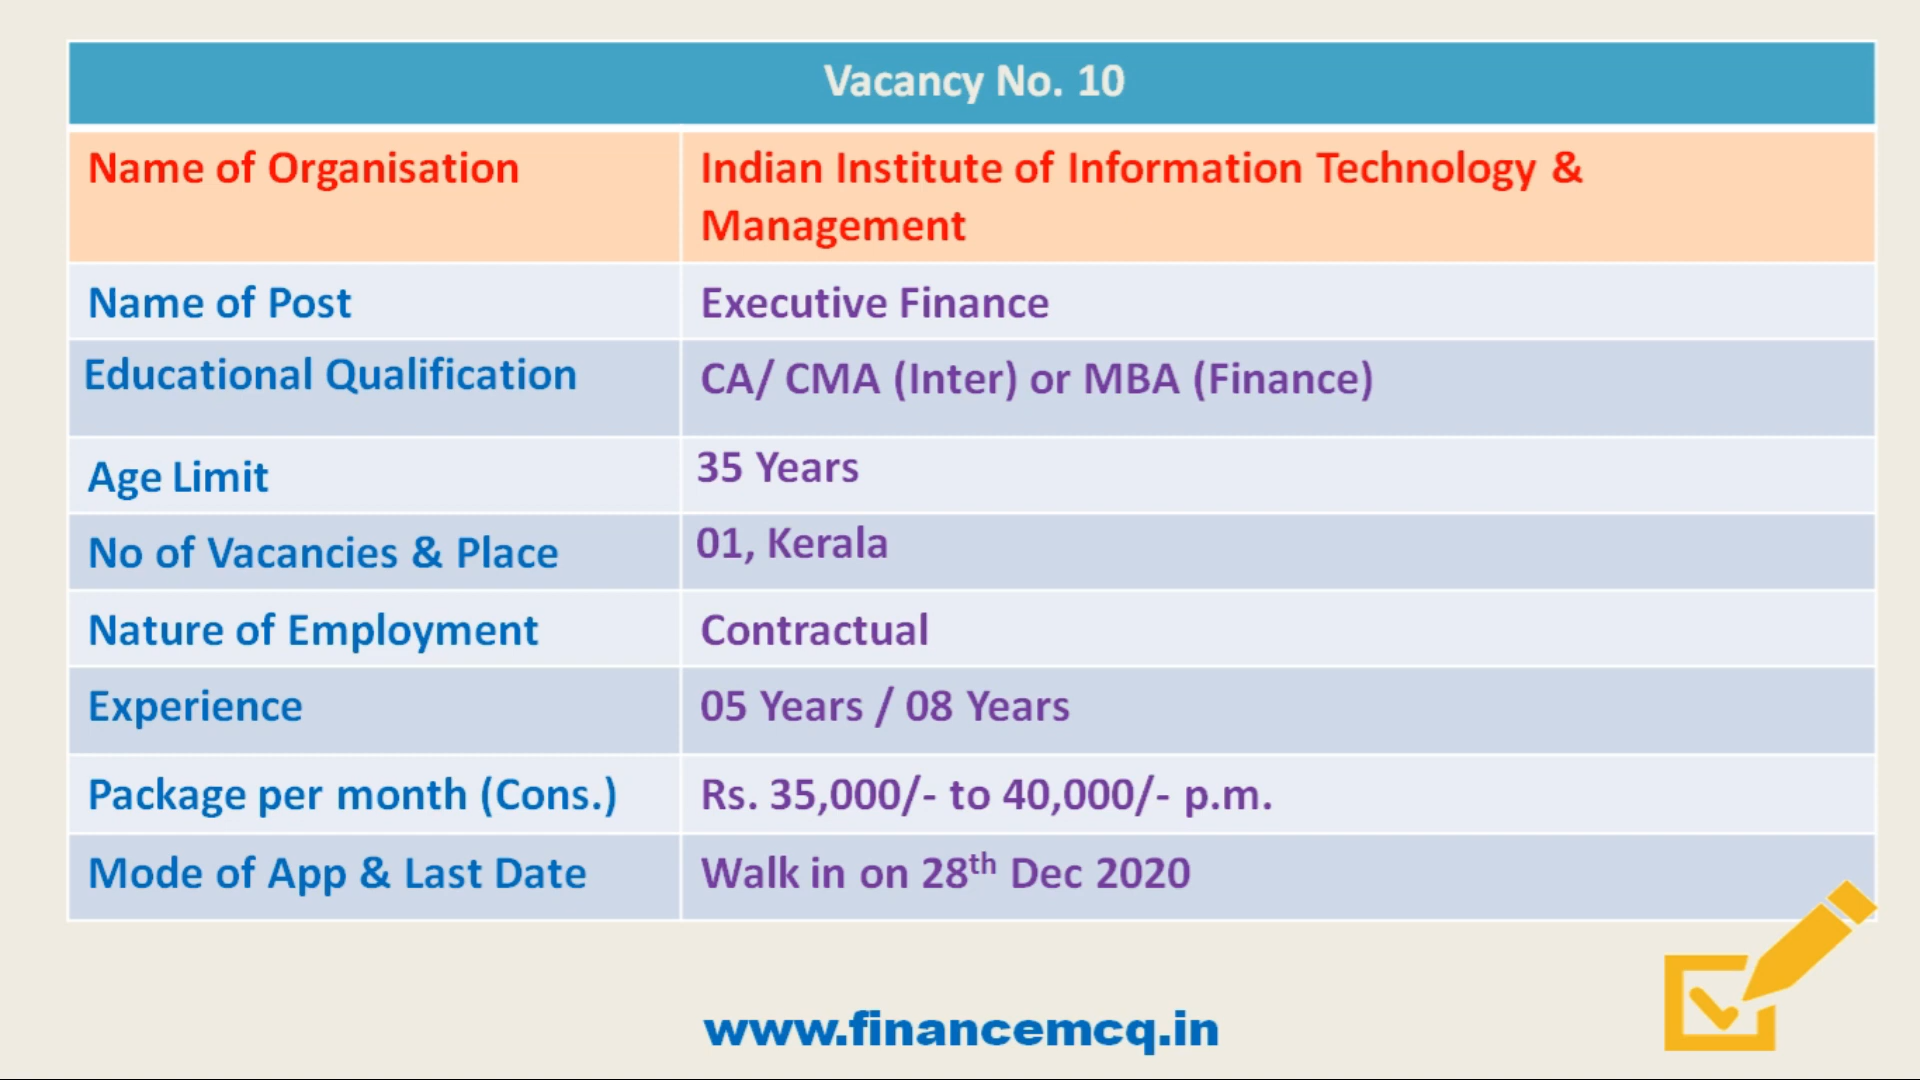 Vacancy No. 10
Name of Organisation
Indian Institute of Information Technology &
Management
Name of Post
Executive Finance
Educational Qualification
CA/ CMA (Inter) or MBA (Finance)
Age Limit
35 Years
No of Vacancies & Place
01, Kerala
Nature of Employment
Contractual
Experience
05 Years / 08 Years
Package per month (Cons.)
Rs. 35,000/- to 40,000/- p.m.
Mode of App & Last Date
Walk in on 28th Dec 2020
www.financemcq.in